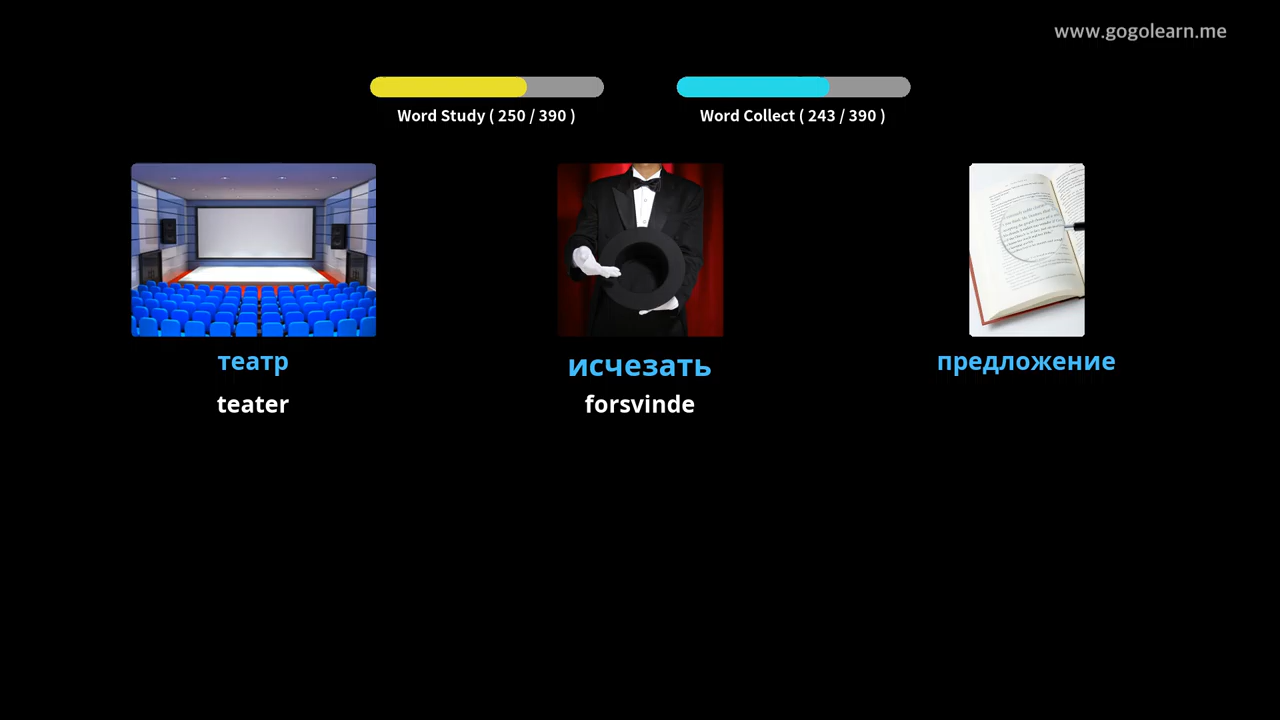 www.gogolearn.me
Word Study ( 250 / 390 )
Word Collect ( 243 / 390 )
театр
исчезать
предложение
teater
forsvinde